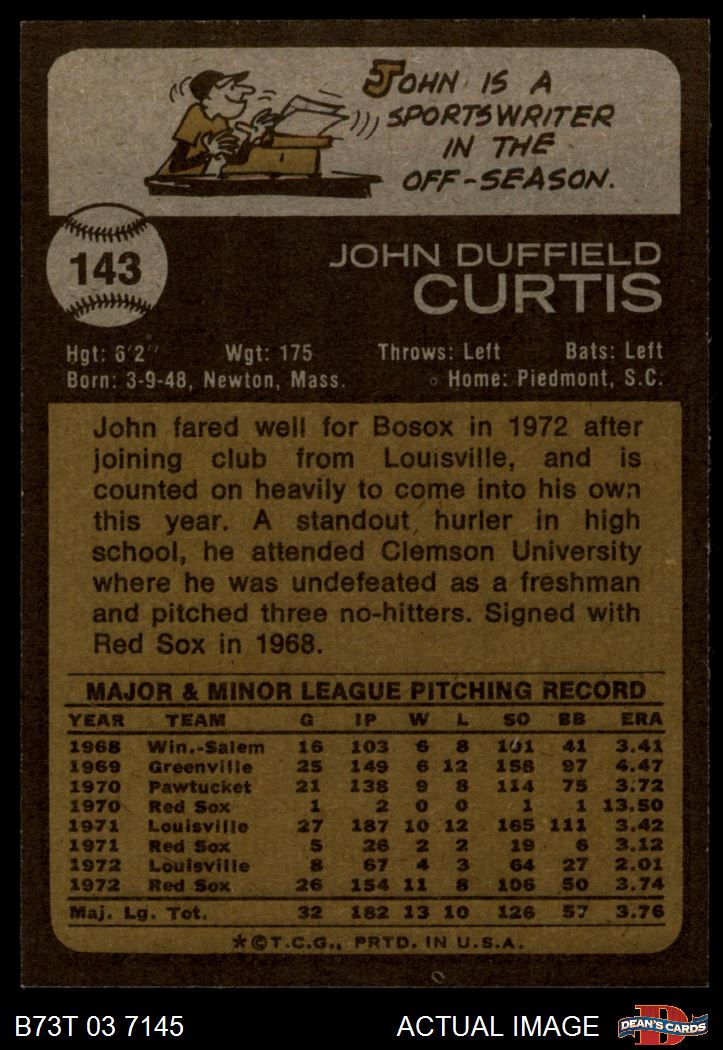 JOHN IS A
SPORTSWRITER
IN THE
OFF-SEASON.
143
JOHN DUFFIELD
CURTIS
Hgt: 6'2" Wgt: 175 Throws: Left Bats: Left
Born: 3-9-48, Newton, Mass. Home: Piedmont, S.C.
John fared well for Bosox in 1972 after
joining club from Louisville, and is
counted on heavily to come into his own
this year. A standout hurler in high
school, he attended Clemson University
where he was undefeated as a freshman
and pitched three no-hitters. Signed with
Red Sox in 1968.
MAJOR & MINOR LEAGUE PITCHING RECORD
YEAR TEAM G IP W L SO BB ERA
1968 Win.-Salem 16 103 6 8 101 41 3.41
1969 Greenville 25 149 6 12 158 97 4.47
1970 Pawtucket 21 138 9 8 114 75 3.72
1970 Red Sox 1 2 0 0 1 1 13.50
1971 Louisville 27 187 10 12 165 111 3.42
1971 Red Sox 5 26 2 2 19 6 3.12
1972 Louisville 8 67 4 3 64 27 2.01
1972 Red Sox 26 154 11 8 106 50 3.74
Maj. Lg. Tot. 32 182 13 10 126 57 3.76
★©T.C.G., PRTD. IN U.S.A.
B73T 03 7145 ACTUAL IMAGE
D
DEAN'S CARDS